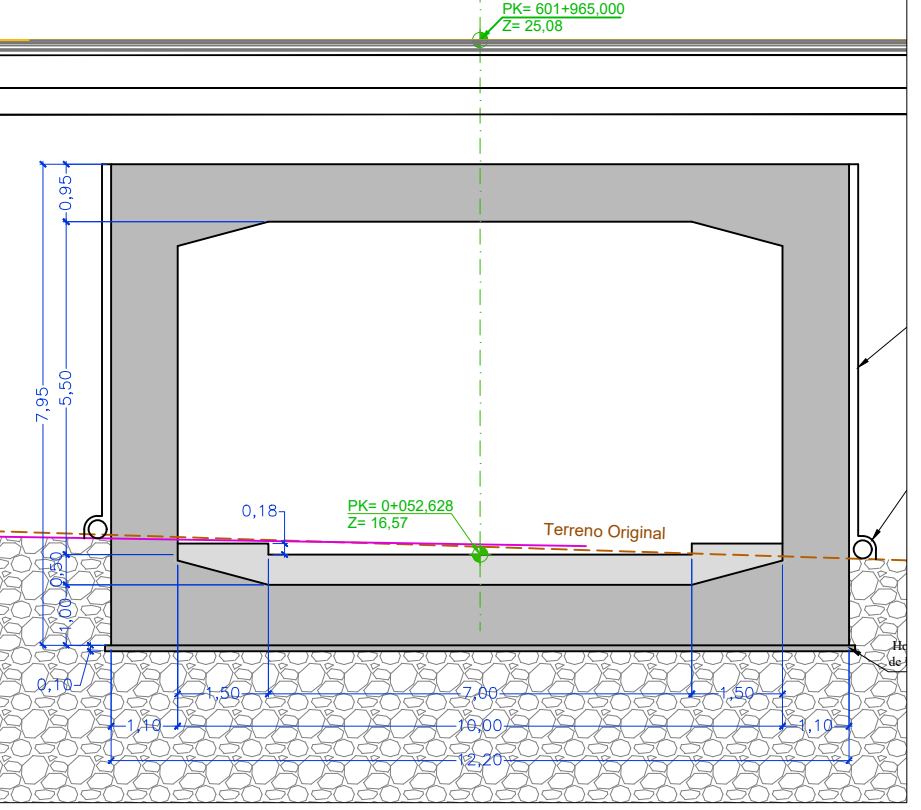 PK= 601+965,000
Z= 25,08
0,95
7,95
5,50
0,18
PK= 0+052,628
Z= 16,57
Terreno Original
0,50
1,00
0,10
de
1,50
7,00
1,50
1,10
10,00
1,10
12,20